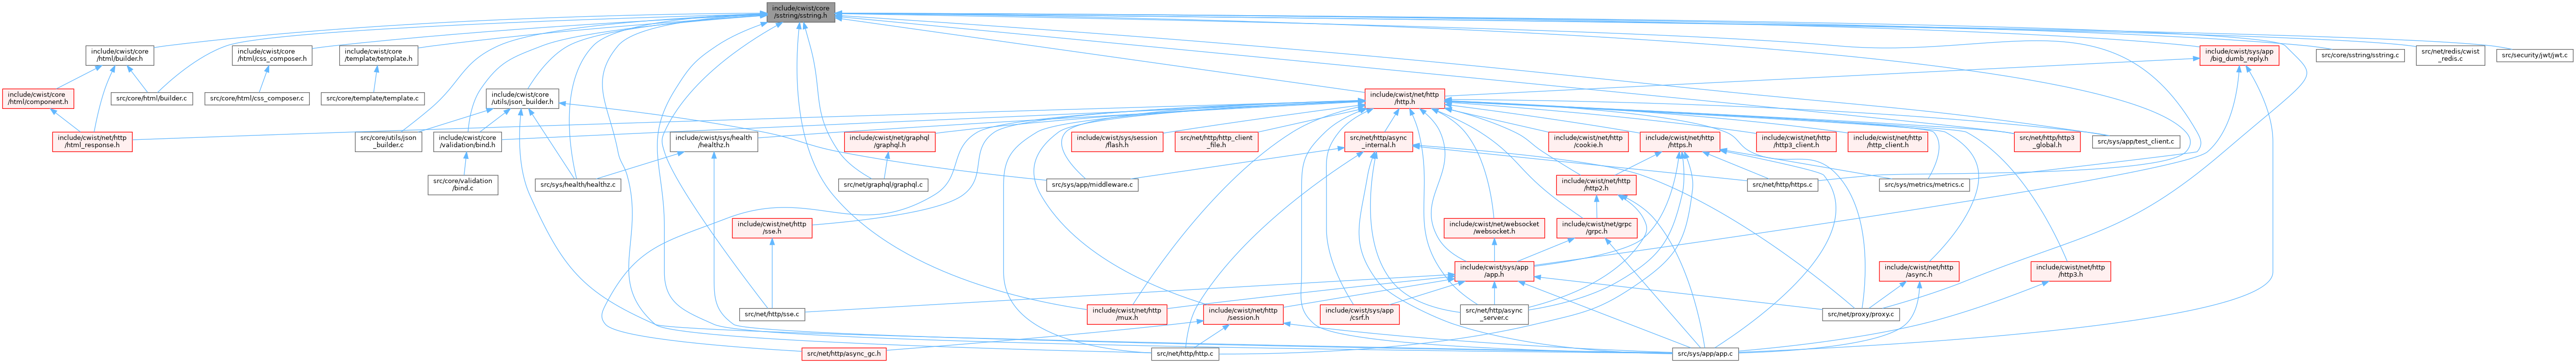 include/cwist/core
/sstring/sstring.h
include/cwist/core
/html/builder.h
include/cwist/core
/html/css_composer.h
include/cwist/core
/template/template.h
include/cwist/sys/app
/big_dumb_reply.h
src/core/sstring/sstring.c
src/net/redis/cwist
_redis.c
src/security/jwt/jwt.c
include/cwist/core
/html/component.h
src/core/html/builder.c
src/core/html/css_composer.c
src/core/template/template.c
include/cwist/core
/utils/json_builder.h
include/cwist/net/http
/http.h
include/cwist/net/http
/html_response.h
src/core/utils/json
_builder.c
include/cwist/core
/validation/bind.h
include/cwist/sys/health
/healthz.h
include/cwist/net/graphql
/graphql.h
include/cwist/sys/session
/flash.h
src/net/http/http_client
_file.h
src/net/http/async
_internal.h
include/cwist/net/http
/cookie.h
include/cwist/net/http
/https.h
include/cwist/net/http
/http3_client.h
include/cwist/net/http
/http_client.h
src/net/http/http3
_global.h
src/sys/app/test_client.c
src/core/validation
/bind.c
src/sys/health/healthz.c
src/net/graphql/graphql.c
src/sys/app/middleware.c
include/cwist/net/http
/http2.h
src/net/http/https.c
src/sys/metrics/metrics.c
include/cwist/net/http
/sse.h
include/cwist/net/websocket
/websocket.h
include/cwist/net/grpc
/grpc.h
include/cwist/sys/app
/app.h
include/cwist/net/http
/async.h
include/cwist/net/http
/http3.h
src/net/http/sse.c
include/cwist/net/http
/mux.h
include/cwist/net/http
/session.h
include/cwist/sys/app
/csrf.h
src/net/http/async
_server.c
src/net/proxy/proxy.c
src/net/http/async_gc.h
src/net/http/http.c
src/sys/app/app.c